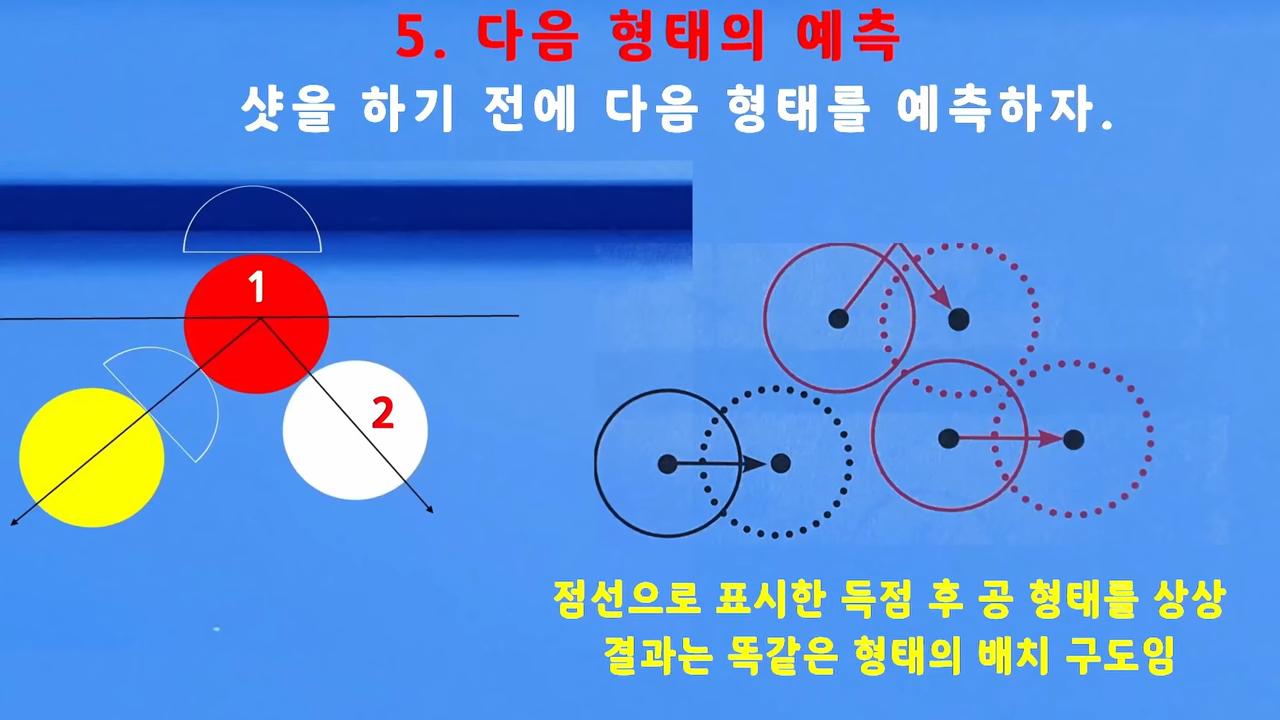 5. 다음 형태의 예측
샷을 하기 전에 다음 형태를 예측하자.
1
2
점선으로 표시한 득점 후 공 형태를 상상
결과는 똑같은 형태의 배치 구도임